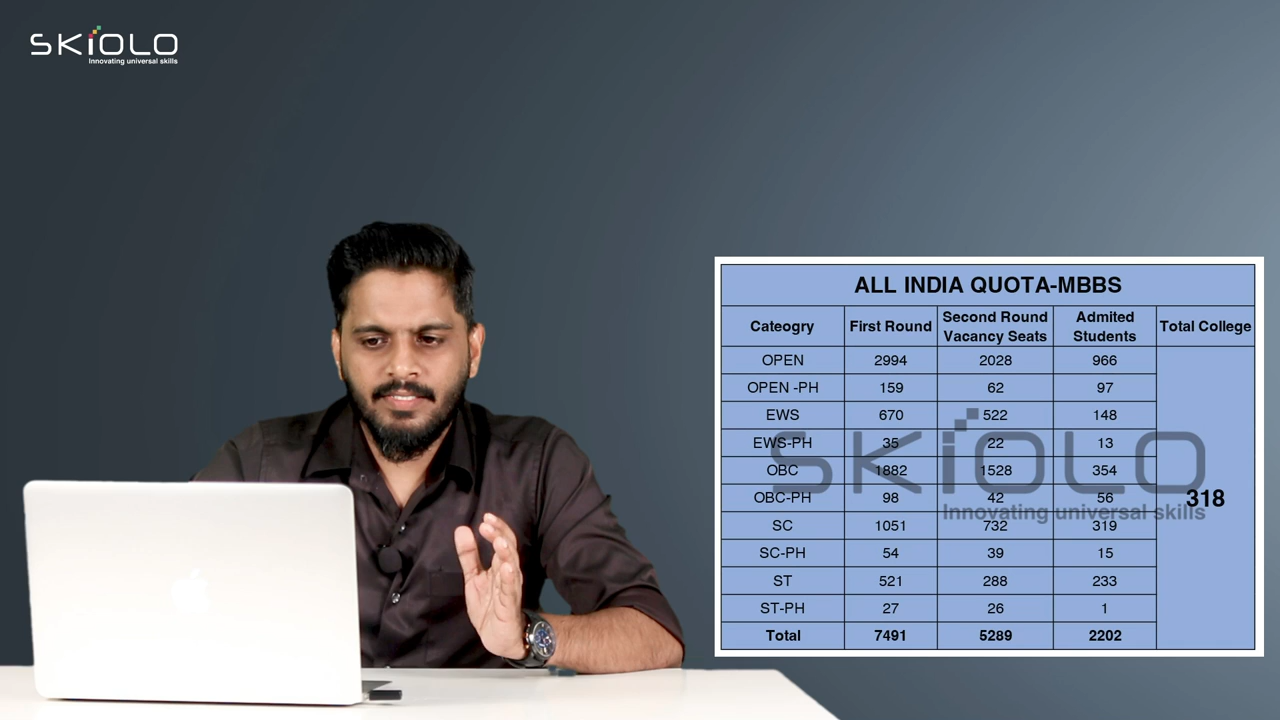 SKiOLO
Innovating universal skills
ALL INDIA QUOTA-MBBS
Cateogry First Round Second Round Vacancy Seats Admited Students Total College
OPEN 2994 2028 966
OPEN -PH 159 62 97
EWS 670 522 148
EWS-PH 35 22 13
OBC 1882 1528 354
OBC-PH 98 42 56
318
SC 1051 732 319
SC-PH 54 39 15
ST 521 288 233
ST-PH 27 26 1
Total 7491 5289 2202
SKiOLO
Innovating universal skills